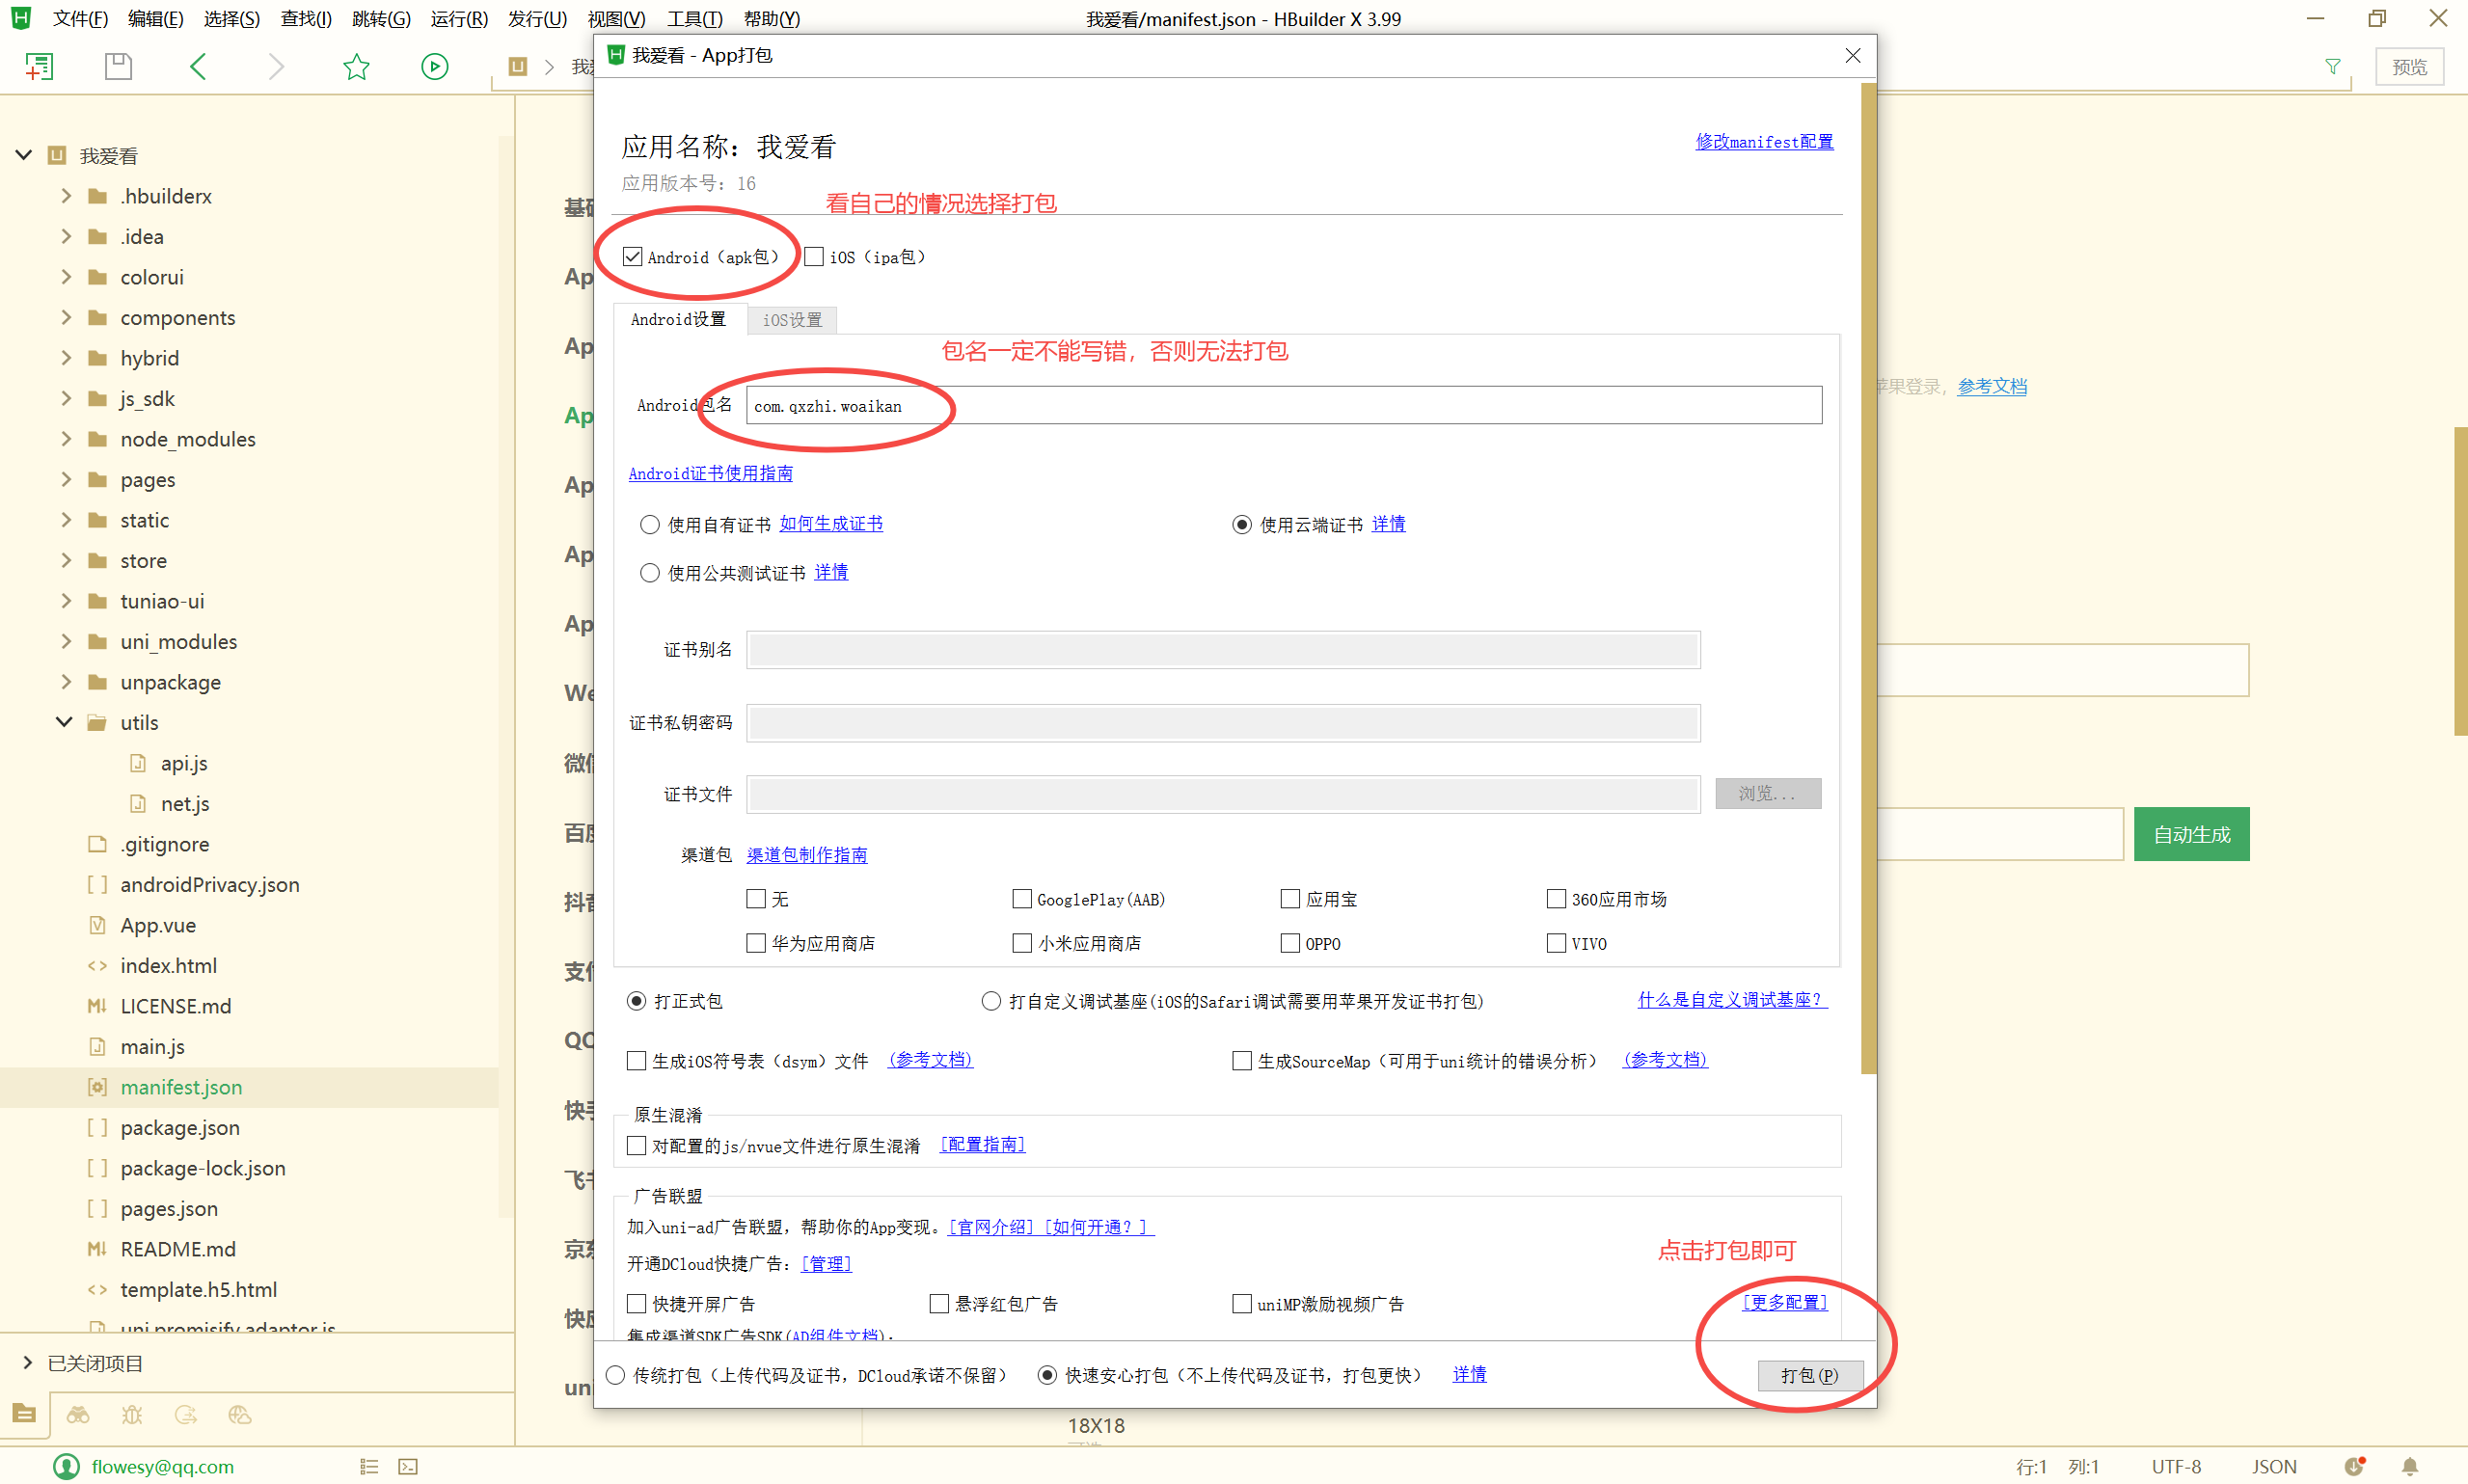 文件(F) 编辑(E) 选择(S) 查找(I) 跳转(G) 运行(R) 发行(U) 视图(V) 工具(T) 帮助(Y)
我爱看/manifest.json - HBuilder X 3.99
预览
我爱看
.hbuilderx
.idea
colorui
components
hybrid
js_sdk
node_modules
pages
static
store
tuniao-ui
uni_modules
unpackage
utils
api.js
net.js
.gitignore
androidPrivacy.json
App.vue
index.html
LICENSE.md
main.js
manifest.json
package.json
package-lock.json
pages.json
README.md
template.h5.html
uni.promisify.adaptor.js
已关闭项目
我爱看 - App打包
应用名称：我爱看
修改manifest配置
应用版本号：16
看自己的情况选择打包
Android（apk包） iOS（ipa包）
Android设置 iOS设置
包名一定不能写错，否则无法打包
Android包名 com.qxzhi.woaikan
Android证书使用指南
使用自有证书 如何生成证书 使用云端证书 详情
使用公共测试证书 详情
证书别名
证书私钥密码
证书文件 浏览...
渠道包 渠道包制作指南
无 GooglePlay(AAB) 应用宝 360应用市场
华为应用商店 小米应用商店 OPPO VIVO
打正式包 打自定义调试基座(iOS的Safari调试需要用苹果开发证书打包) 什么是自定义调试基座？
生成iOS符号表（dsym）文件 (参考文档) 生成SourceMap（可用于uni统计的错误分析） (参考文档)
原生混淆
对配置的js/nvue文件进行原生混淆 [配置指南]
广告联盟
加入uni-ad广告联盟，帮助你的App变现。[官网介绍] [如何开通？]
开通DCloud快捷广告：[管理]
点击打包即可
快捷开屏广告 悬浮红包广告 uniMP激励视频广告 [更多配置]
集成渠道SDK广告SDK(AD组件文档)：
传统打包（上传代码及证书，DCloud承诺不保留） 快速安心打包（不上传代码及证书，打包更快） 详情 打包(P)
苹果登录，参考文档
自动生成
18X18
flowesy@qq.com
行:1 列:1 UTF-8 JSON